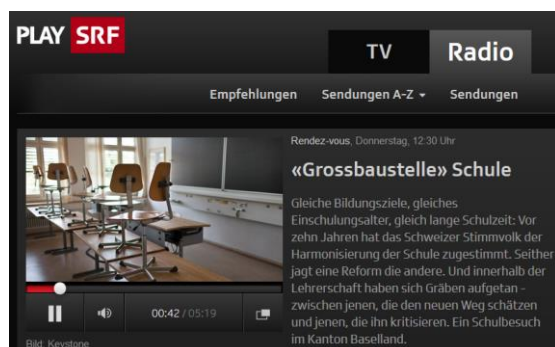 PLAY SRF
TV
Radio
Empfehlungen
Sendungen A-Z
Sendungen
Rendez-vous, Donnerstag, 12:30 Uhr
«Grossbaustelle» Schule
Gleiche Bildungsziele, gleiches
Einschulungsalter, gleich lange Schulzeit: Vor
zehn Jahren hat das Schweizer Stimmvolk der
Harmonisierung der Schule zugestimmt. Seither
jagt eine Reform die andere. Und innerhalb der
Lehrerschaft haben sich Gräben aufgetan -
zwischen jenen, die den neuen Weg schätzen
und jenen, die ihn kritisieren. Ein Schulbesuch
im Kanton Baselland.
00:42 / 05:19
Bild: Keystone